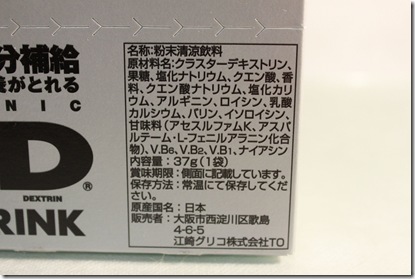 分補給
がとれる
NIC
D®
DEXTRIN
RINK
名称:粉末清涼飲料
原材料名:クラスターデキストリン、
果糖、塩化ナトリウム、クエン酸、香
料、クエン酸ナトリウム、塩化カリ
ウム、アルギニン、ロイシン、乳酸
カルシウム、バリン、イソロイシン、
甘味料(アセスルファムK、アスパ
ルテーム・L-フェニルアラニン化合
物)、V.B₆、V.B₂、V.B₁、ナイアシン
内容量:37g(1袋)
賞味期限:側面に記載しています。
保存方法:常温にて保存してくださ
い。
原産国名:日本
販売者:大阪市西淀川区歌島
4-6-5
江崎グリコ株式会社TO